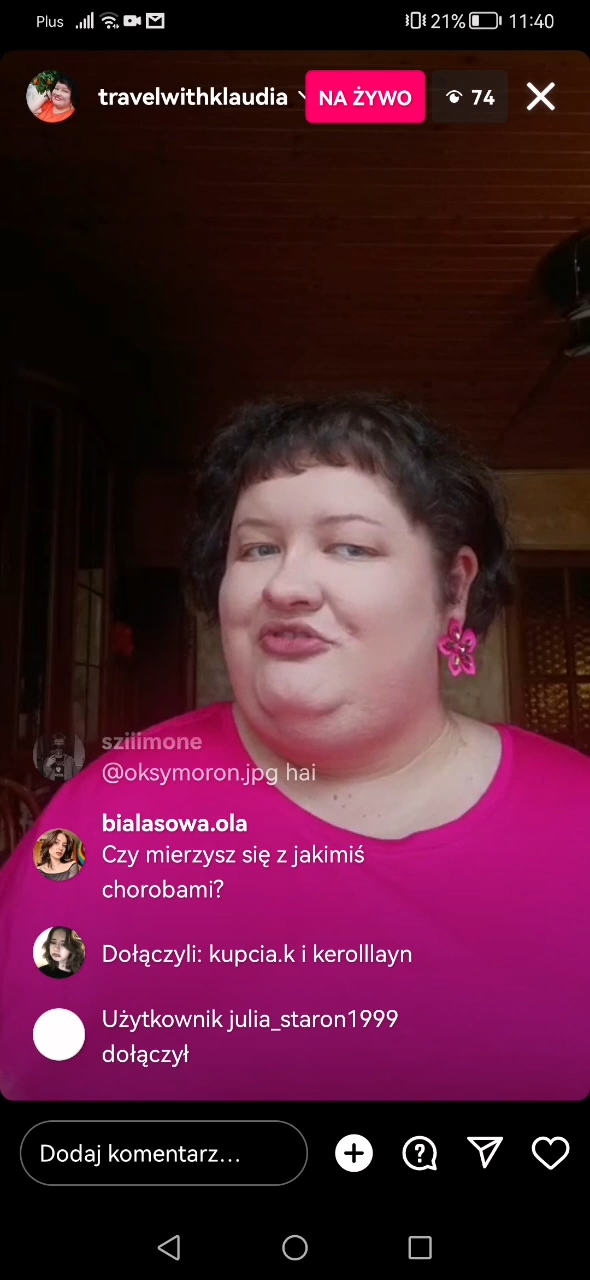 Plus 21% 11:40
travelwithklaudia NA ŻYWO 74
sziiimone
@oksymoron.jpg hai
bialasowa.ola
Czy mierzysz się z jakimiś
chorobami?
Dołączyli: kupcia.k i kerolllayn
Użytkownik julia_staron1999
dołączył
Dodaj komentarz...